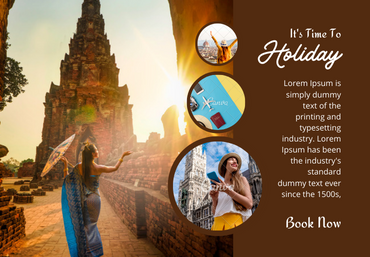 It's Time To
Holiday
Lorem Ipsum is
simply dummy
text of the
printing and
typesetting
industry. Lorem
Ipsum has been
the industry's
standard
dummy text ever
since the 1500s,
Book Now